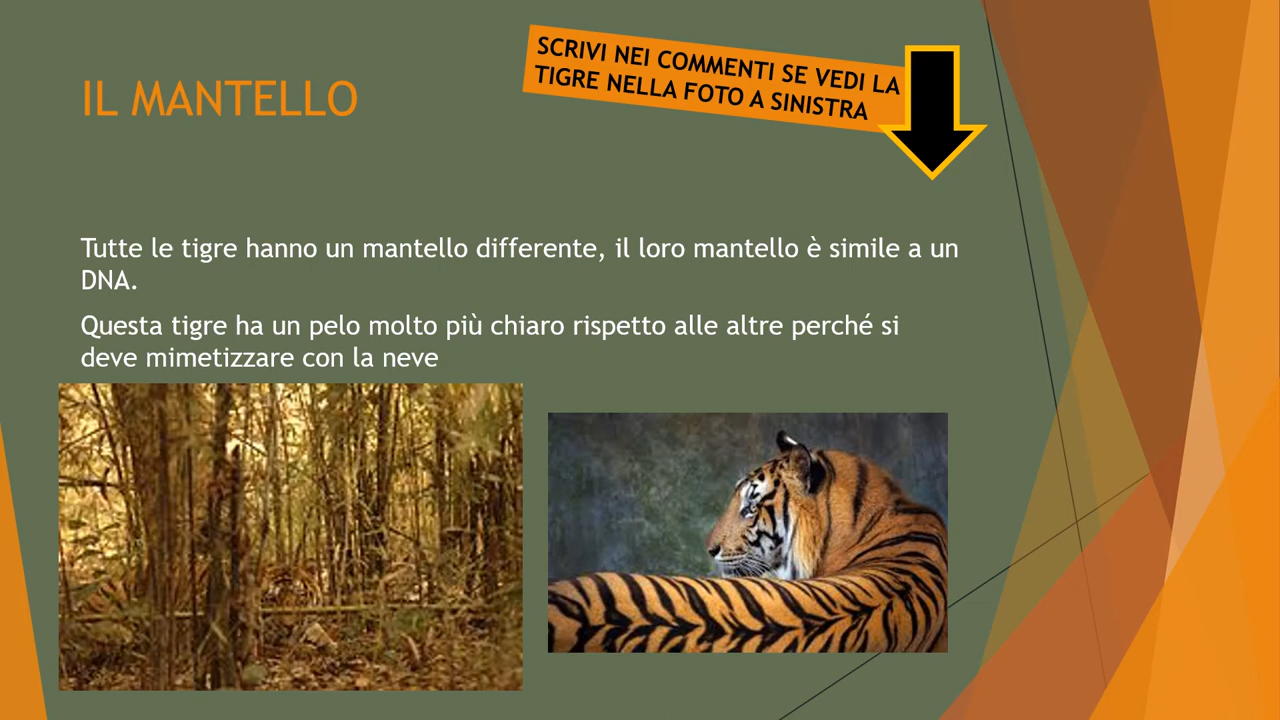 IL MANTELLO
SCRIVI NEI COMMENTI SE VEDI LA
TIGRE NELLA FOTO A SINISTRA
Tutte le tigre hanno un mantello differente, il loro mantello è simile a un
DNA.
Questa tigre ha un pelo molto più chiaro rispetto alle altre perché si
deve mimetizzare con la neve